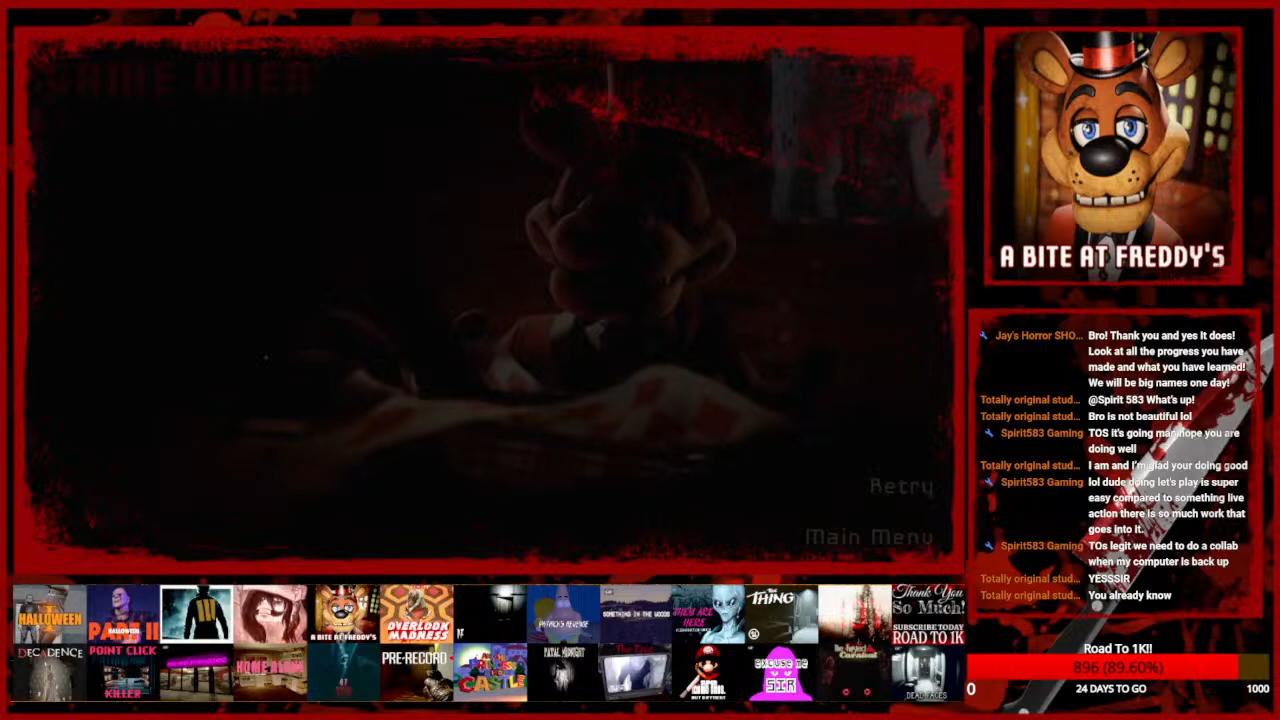 GAME OVER
Retry
Main Menu
A BITE AT FREDDY'S
Jay's Horror SHO... Bro! Thank you and yes It does!
Look at all the progress you have
made and what you have learned!
We will be big names one day!
Totally original stud... @Spirit 583 What's up!
Totally original stud... Bro is not beautiful lol
Spirit583 Gaming TOS it's going man hope you are
doing well
Totally original stud... I am and I'm glad your doing good
Spirit583 Gaming lol dude doing let's play is super
easy compared to something live
action there is so much work that
goes into it.
Spirit583 Gaming TOs legit we need to do a collab
when my computer is back up
Totally original stud... YESSSIR
Totally original stud... You already know
Road To 1K!!
896 (89.60%)
0 24 DAYS TO GO 1000
HALLOWEEN
HALLOWEEN
PART II
A BITE AT FREDDY'S
OVERLOOK
MADNESS
PATRICK'S REVENGE
SOMETHING IN THE WOODS
THEY ARE
HERE
THE THING
Thank You
So Much!
SUBSCRIBE TODAY
ROAD TO 1K
DECADENCE
POINT CLICK
KILLER
HOME ALONE
PRE-RECORD
CASTLE
FATAL MIDNIGHT
EXCUSE ME
SIR
DEAD FACES